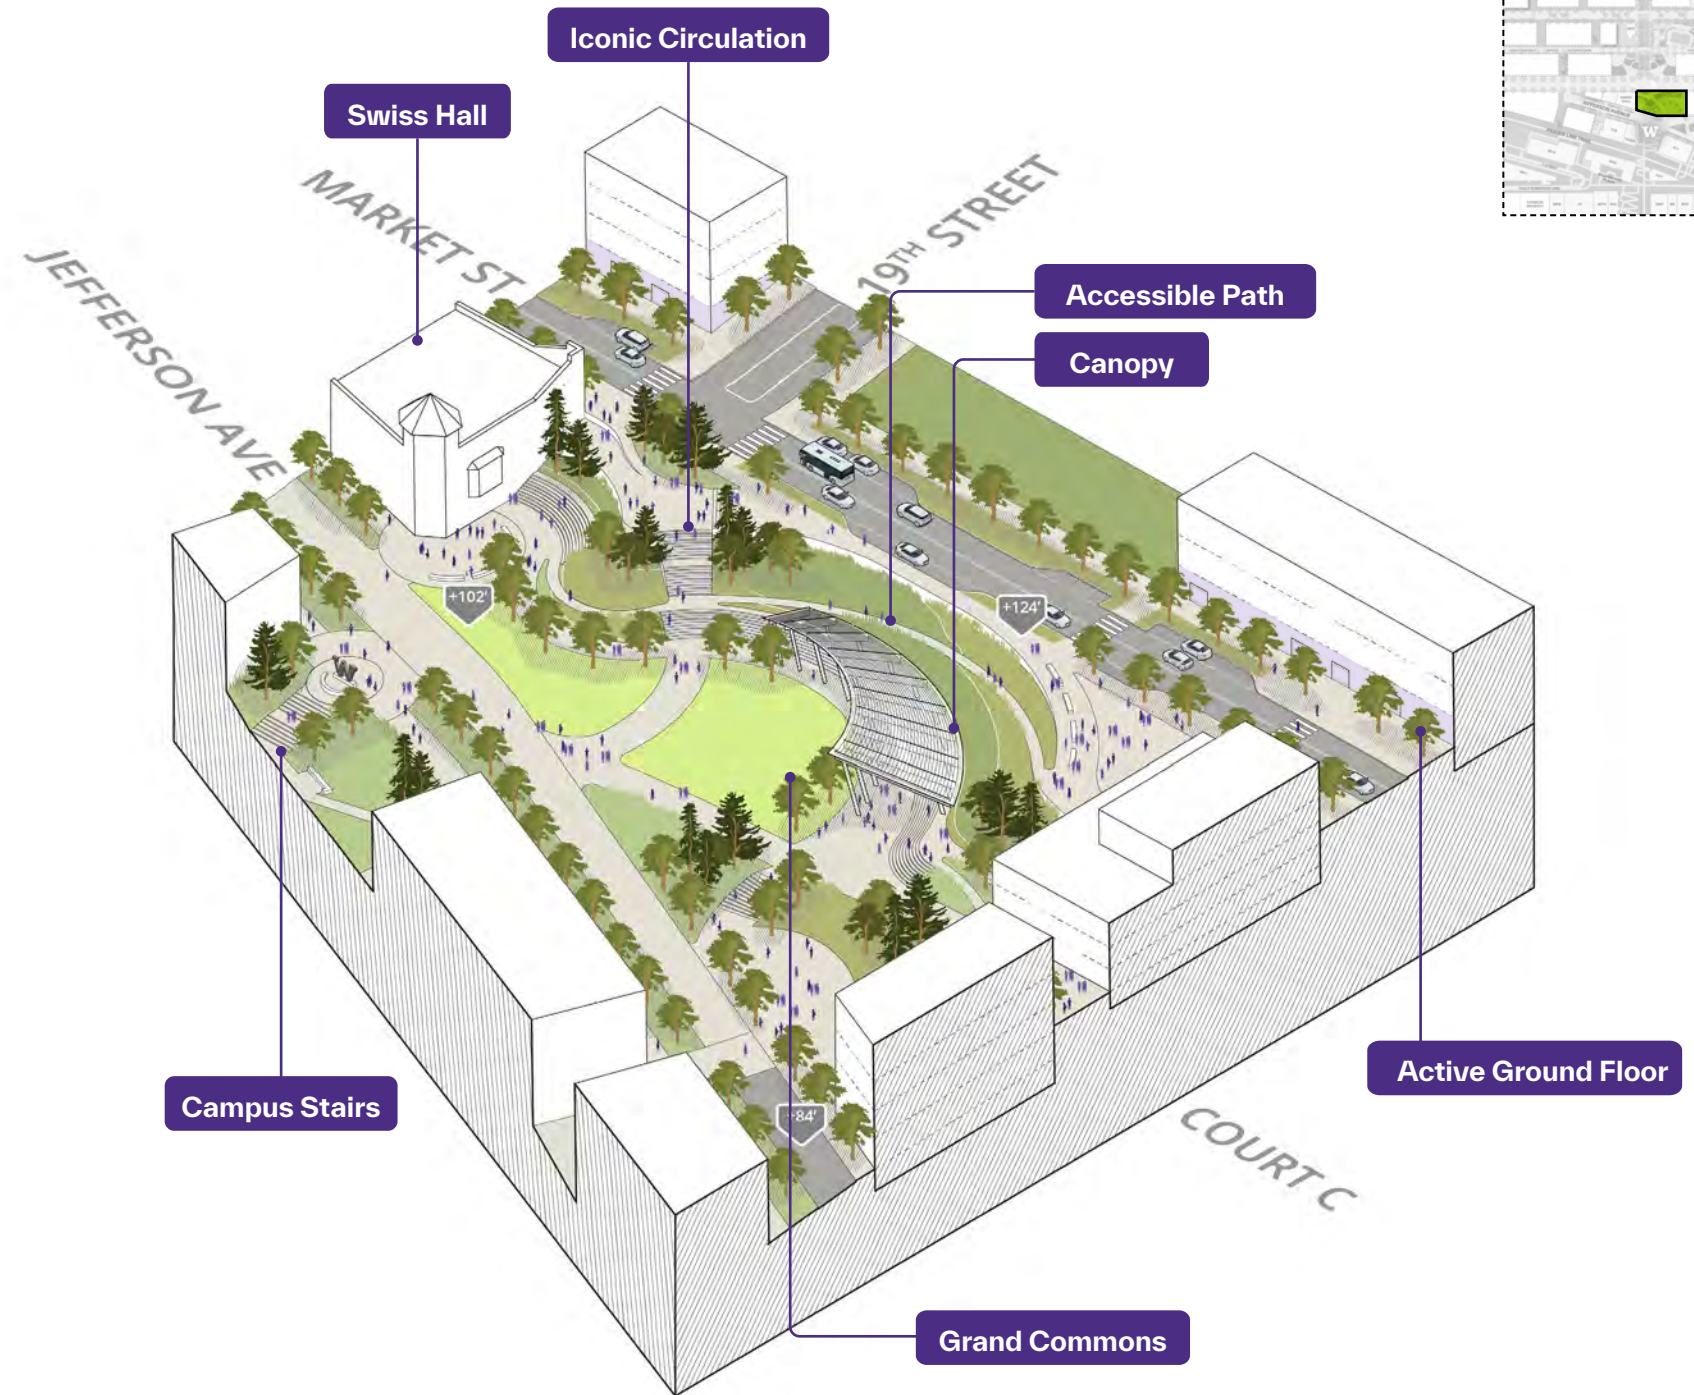 Iconic Circulation
Swiss Hall
MARKET ST
19TH STREET
JEFFERSON AVE
Accessible Path
Canopy
+102'
+124'
W
W
Active Ground Floor
Campus Stairs
+84'
COURT C
Grand Commons